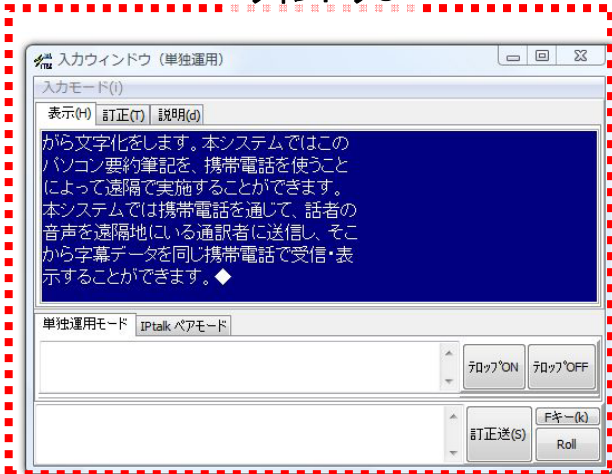 入力ウィンドウ（単独運用）
入力モード(i)
表示(H) 訂正(T) 説明(d)
がら文字化をします。本システムではこの
パソコン要約筆記を、携帯電話を使うこと
によって遠隔で実施することができます。
本システムでは携帯電話を通じて、話者の
音声を遠隔地にいる通訳者に送信し、そこ
から字幕データを同じ携帯電話で受信・表
示することができます。◆
単独運用モード IPtalk ペアモード
ﾃﾛｯﾌﾟON ﾃﾛｯﾌﾟOFF
訂正送(S) Fキー(k)
Roll